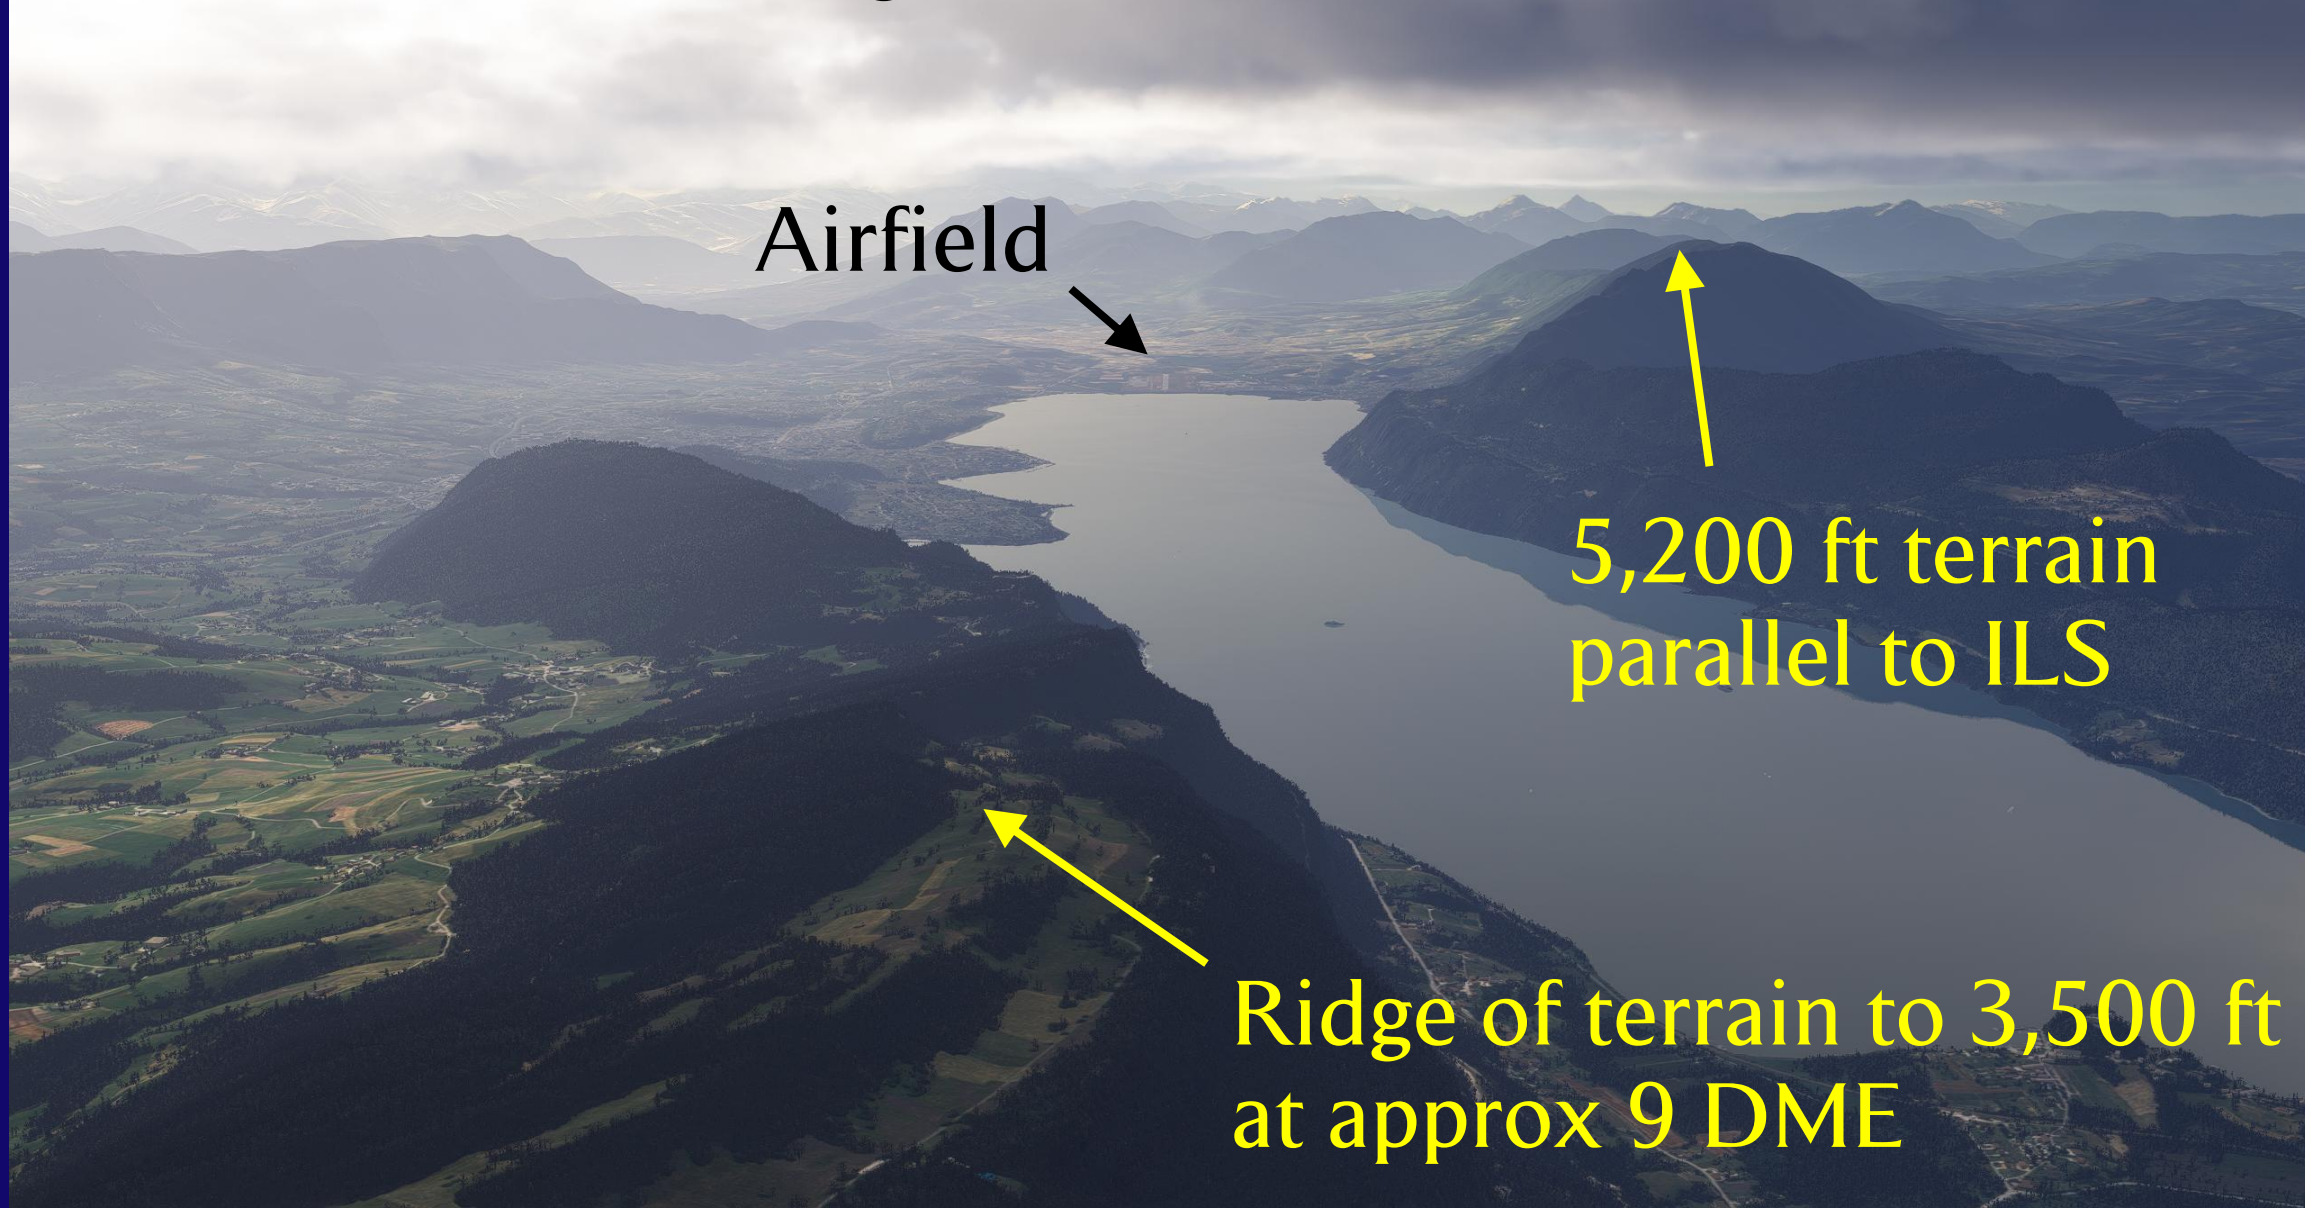 Airfield
5,200 ft terrain
parallel to ILS
Ridge of terrain to 3,500 ft
at approx 9 DME